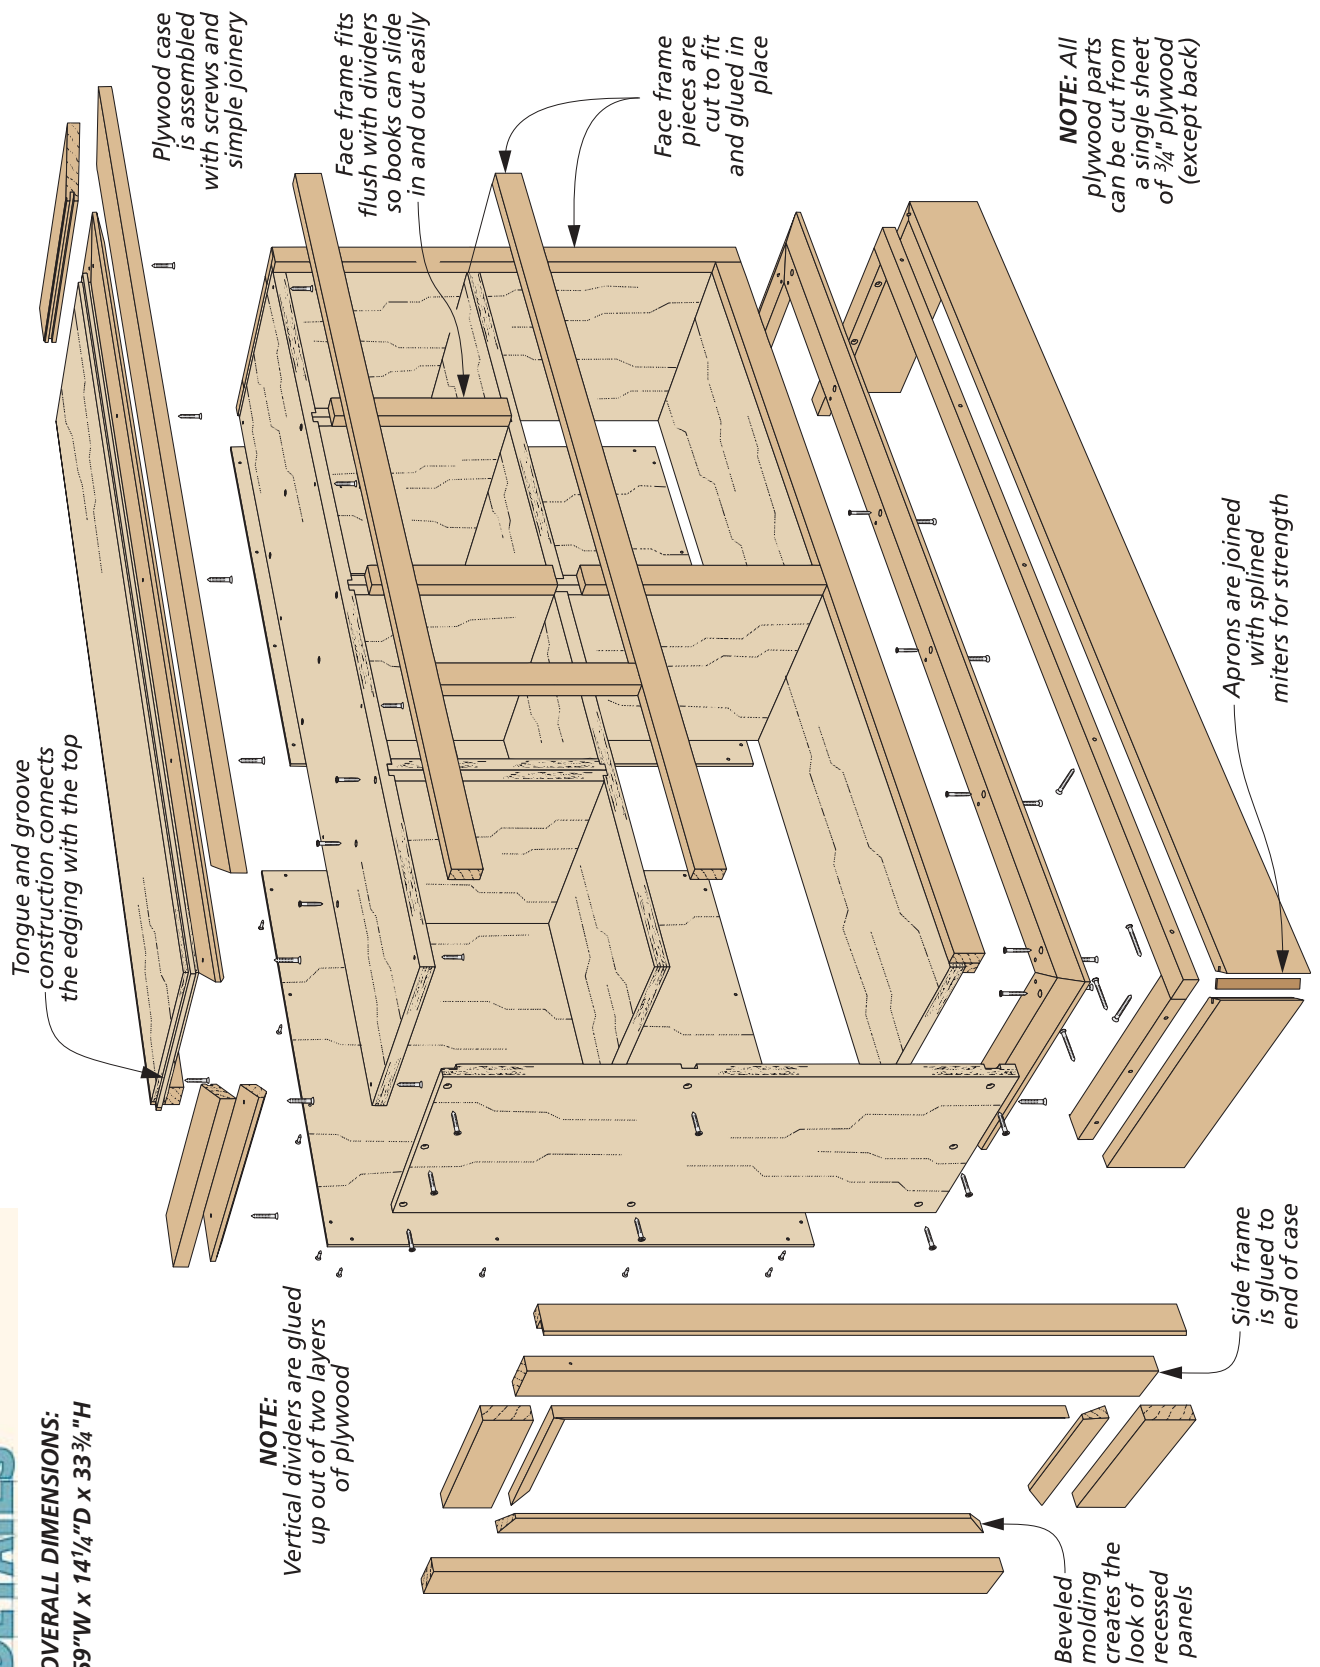 OVERALL DIMENSIONS:
59"W x 14¼"D x 33¾"H
Tongue and groove
construction connects
the edging with the top
Plywood case
is assembled
with screws and
simple joinery
Face frame fits
flush with dividers
so books can slide
in and out easily
Face frame
pieces are
cut to fit
and glued in
place
NOTE: All
plywood parts
can be cut from
a single sheet
of ¾" plywood
(except back)
NOTE:
Vertical dividers are glued
up out of two layers
of plywood
Aprons are joined
with splined
miters for strength
Side frame
is glued to
end of case
Beveled
molding
creates the
look of
recessed
panels